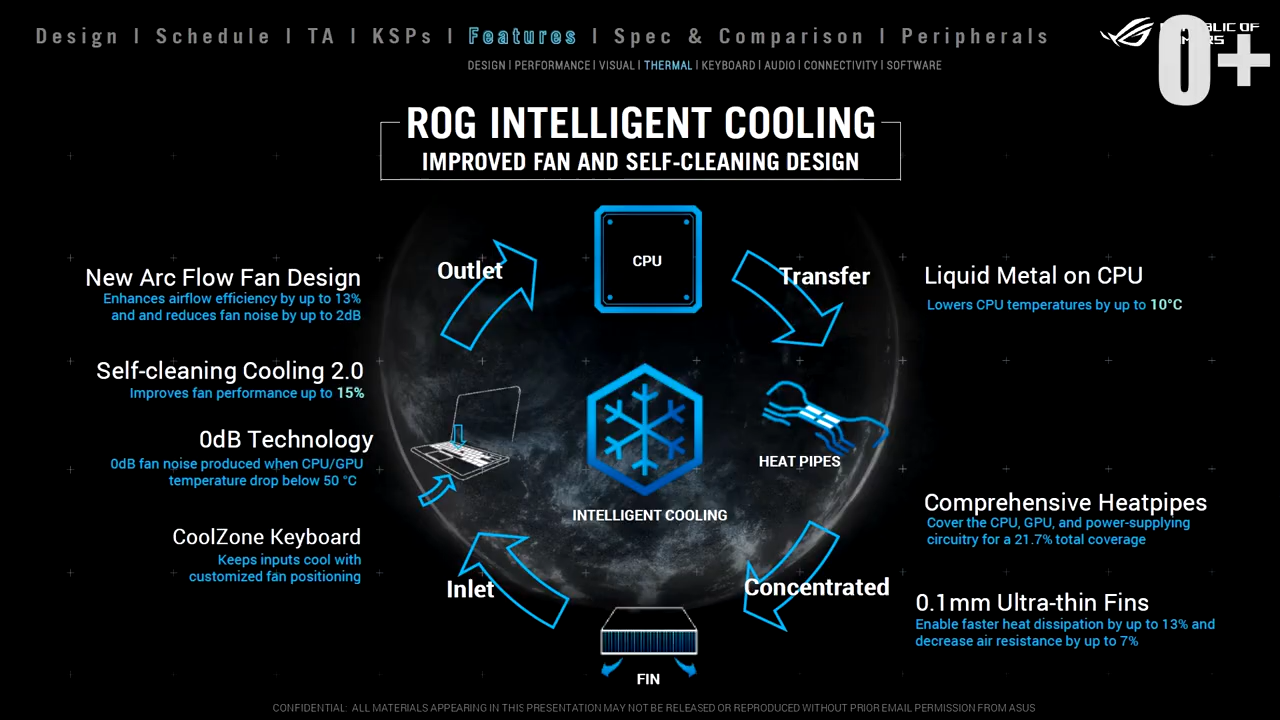 Design | Schedule | TA | KSPs | Features | Spec & Comparison | Peripherals
DESIGN | PERFORMANCE | VISUAL | THERMAL | KEYBOARD | AUDIO | CONNECTIVITY | SOFTWARE
OF
0+
ROG INTELLIGENT COOLING
IMPROVED FAN AND SELF-CLEANING DESIGN
New Arc Flow Fan Design
Enhances airflow efficiency by up to 13%
and and reduces fan noise by up to 2dB
Self-cleaning Cooling 2.0
Improves fan performance up to 15%
0dB Technology
0dB fan noise produced when CPU/GPU
temperature drop below 50 °C
CoolZone Keyboard
Keeps inputs cool with
customized fan positioning
Outlet
CPU
Transfer
HEAT PIPES
INTELLIGENT COOLING
Inlet
Concentrated
FIN
Liquid Metal on CPU
Lowers CPU temperatures by up to 10°C
Comprehensive Heatpipes
Cover the CPU, GPU, and power-supplying
circuitry for a 21.7% total coverage
0.1mm Ultra-thin Fins
Enable faster heat dissipation by up to 13% and
decrease air resistance by up to 7%
CONFIDENTIAL: ALL MATERIALS APPEARING IN THIS PRESENTATION MAY NOT BE RELEASED OR REPRODUCED WITHOUT PRIOR EMAIL PERMISSION FROM ASUS